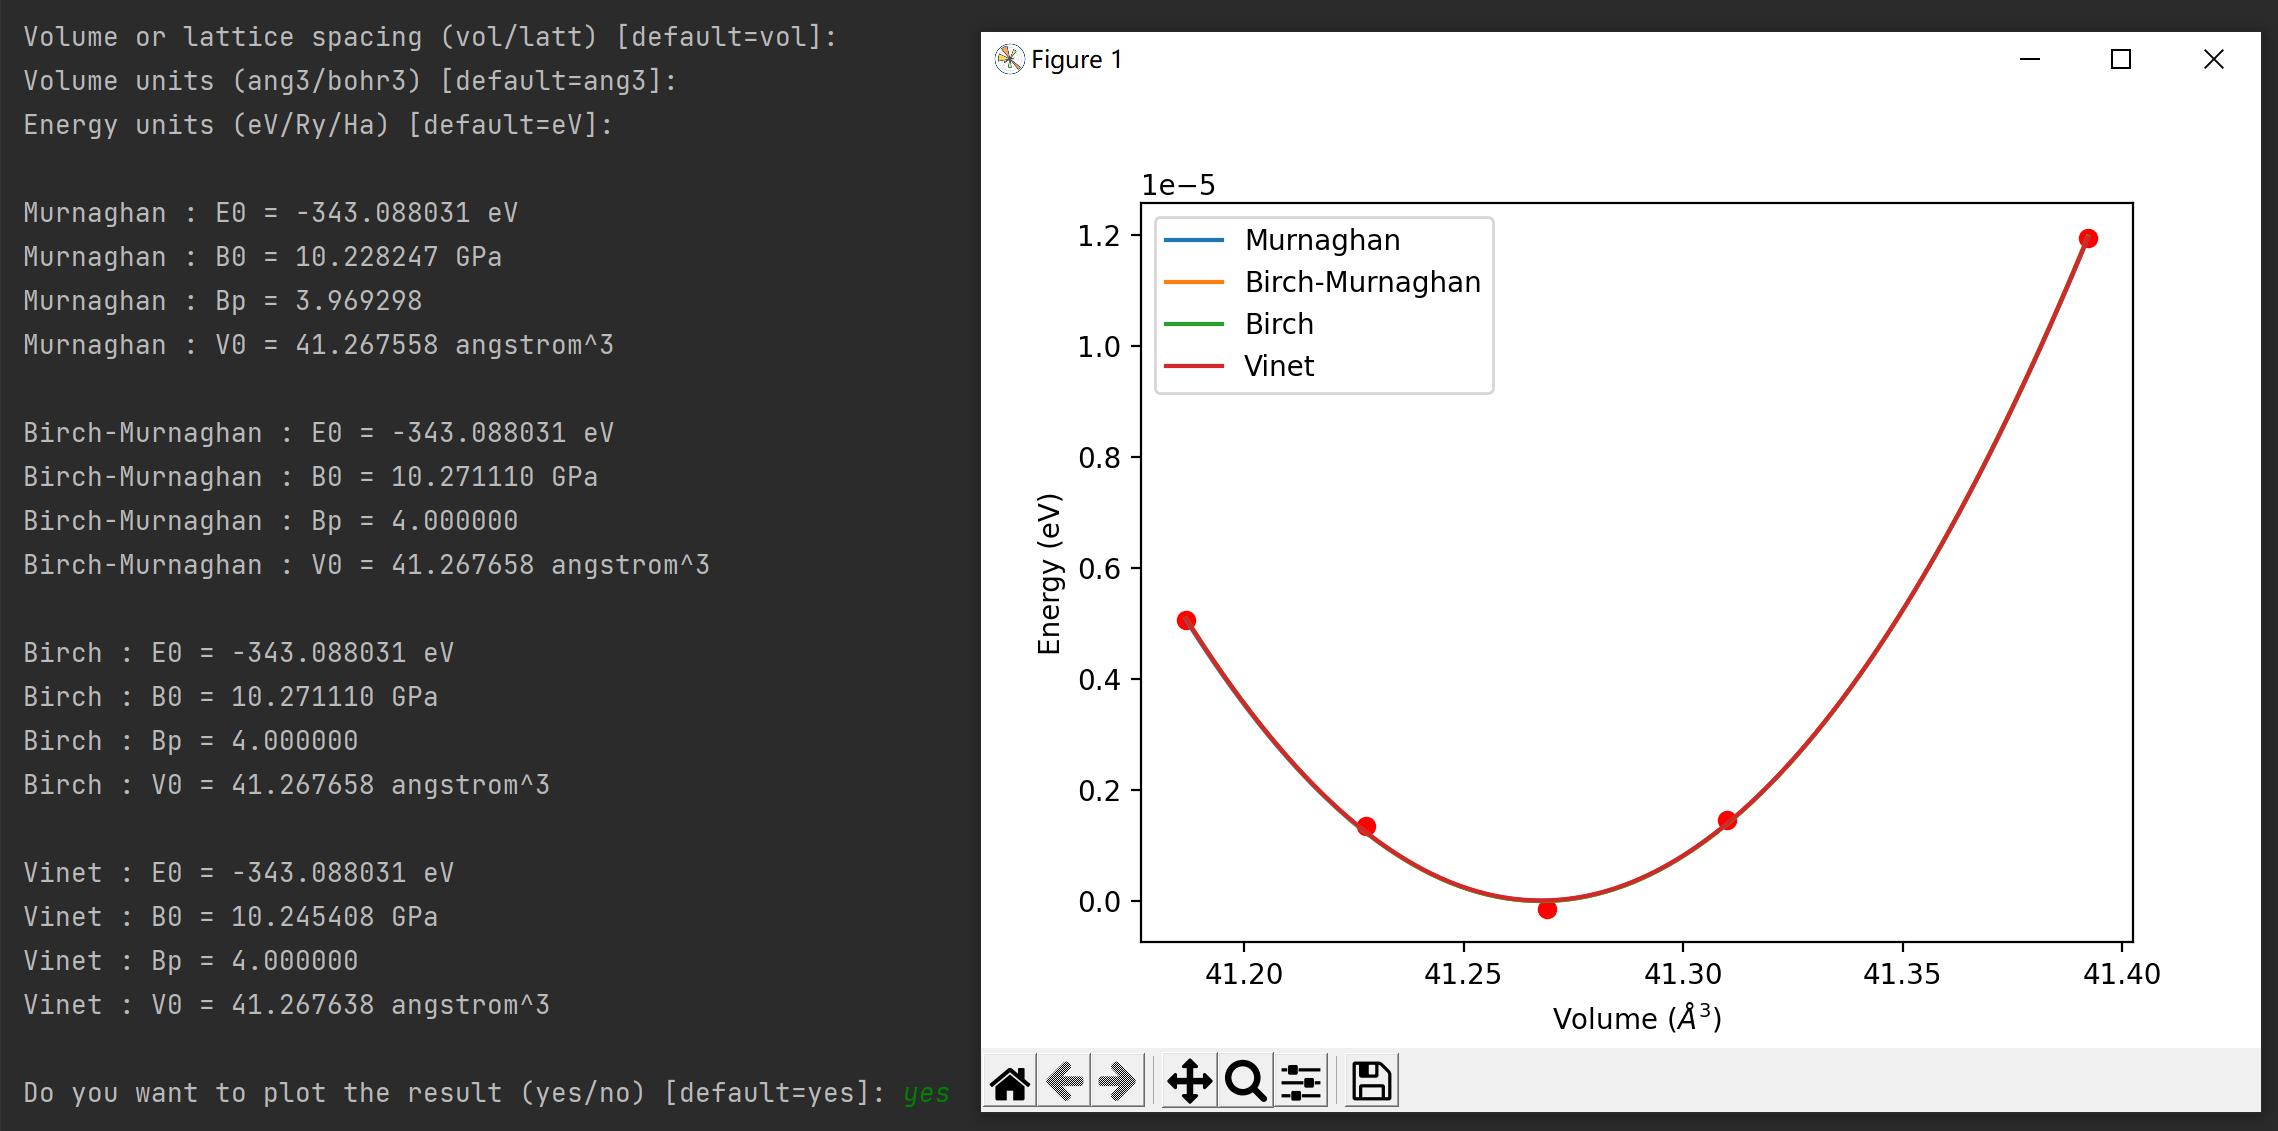 Volume or lattice spacing (vol/latt) [default=vol]:
Volume units (ang3/bohr3) [default=ang3]:
Energy units (eV/Ry/Ha) [default=eV]:
Murnaghan : E0 = -343.088031 eV
Murnaghan : B0 = 10.228247 GPa
Murnaghan : Bp = 3.969298
Murnaghan : V0 = 41.267558 angstrom^3
Birch-Murnaghan : E0 = -343.088031 eV
Birch-Murnaghan : B0 = 10.271110 GPa
Birch-Murnaghan : Bp = 4.000000
Birch-Murnaghan : V0 = 41.267658 angstrom^3
Birch : E0 = -343.088031 eV
Birch : B0 = 10.271110 GPa
Birch : Bp = 4.000000
Birch : V0 = 41.267658 angstrom^3
Vinet : E0 = -343.088031 eV
Vinet : B0 = 10.245408 GPa
Vinet : Bp = 4.000000
Vinet : V0 = 41.267638 angstrom^3
Do you want to plot the result (yes/no) [default=yes]: yes
Figure 1
1e−5
1.2
1.0
0.8
0.6
0.4
0.2
0.0
Energy (eV)
Murnaghan
Birch-Murnaghan
Birch
Vinet
41.20 41.25 41.30 41.35 41.40
Volume (Å³)